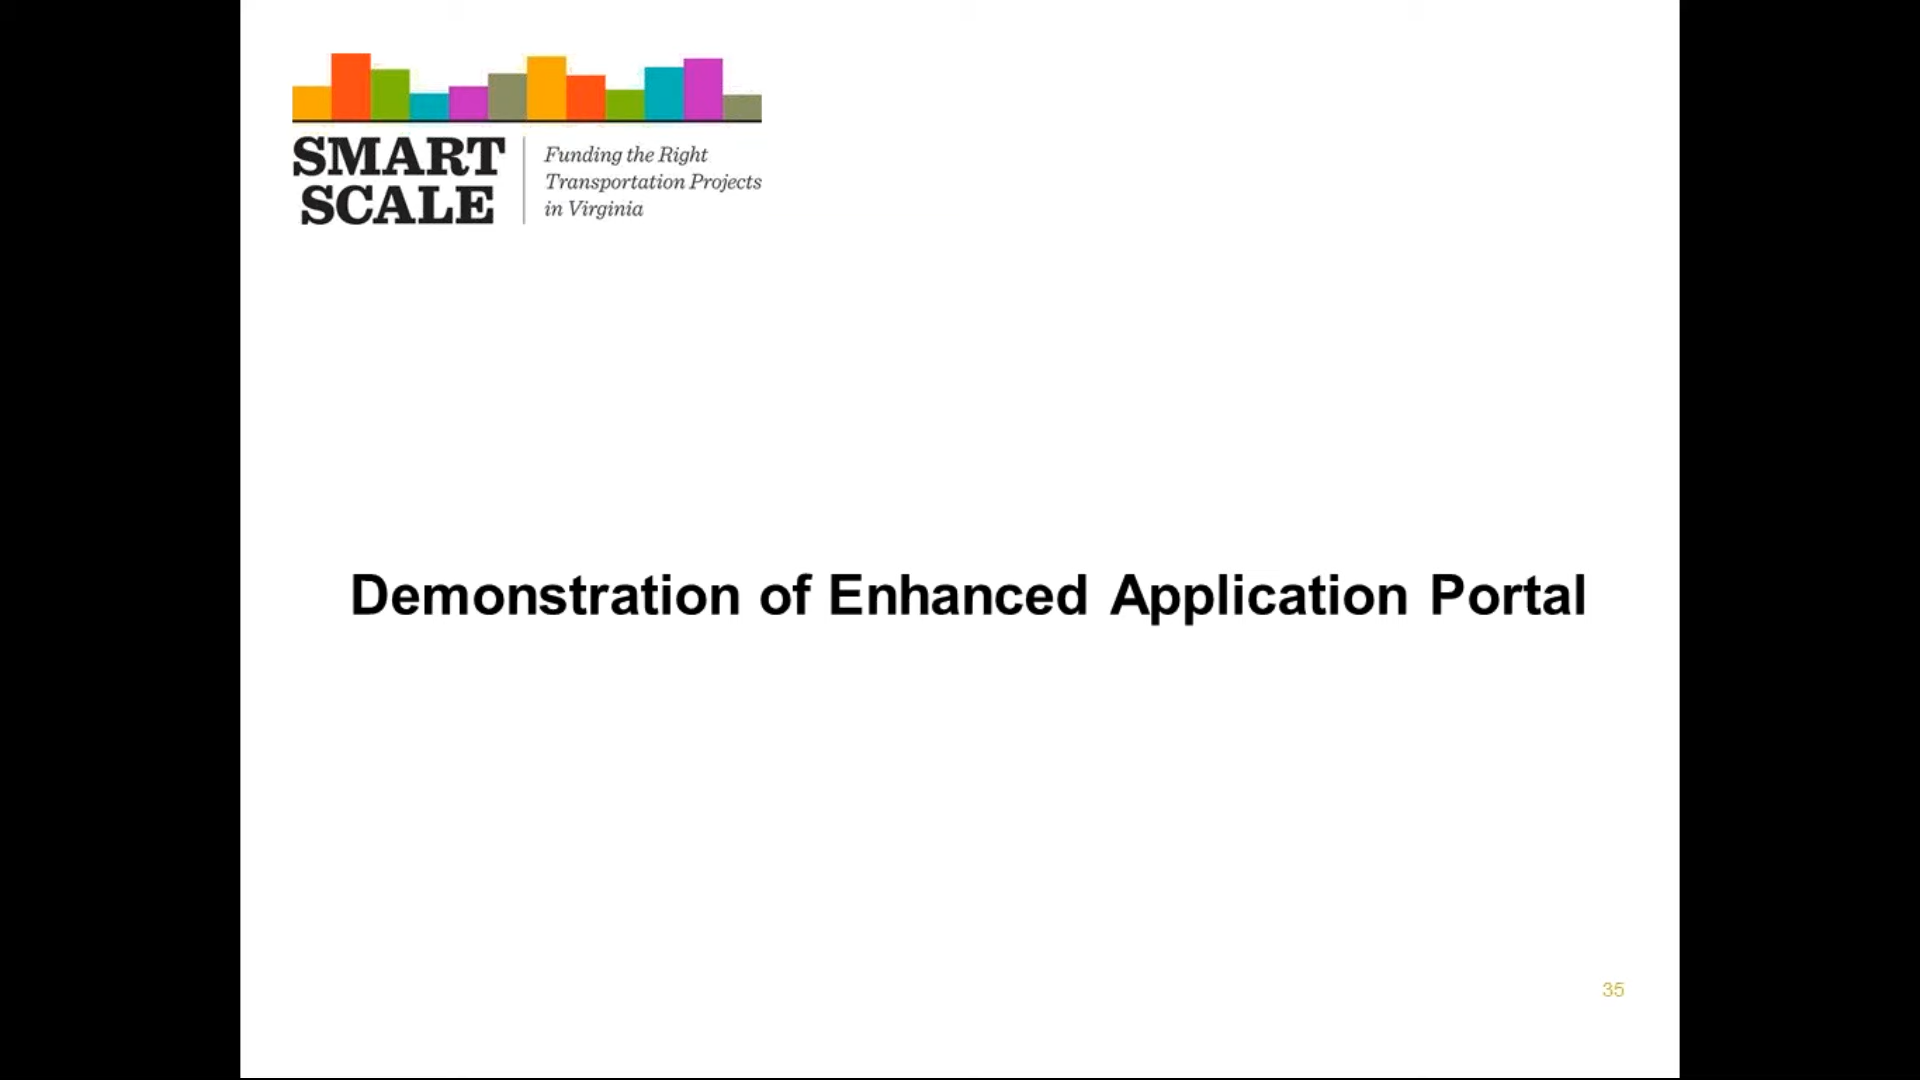 SMART
SCALE
Funding the Right
Transportation Projects
in Virginia
Demonstration of Enhanced Application Portal
35